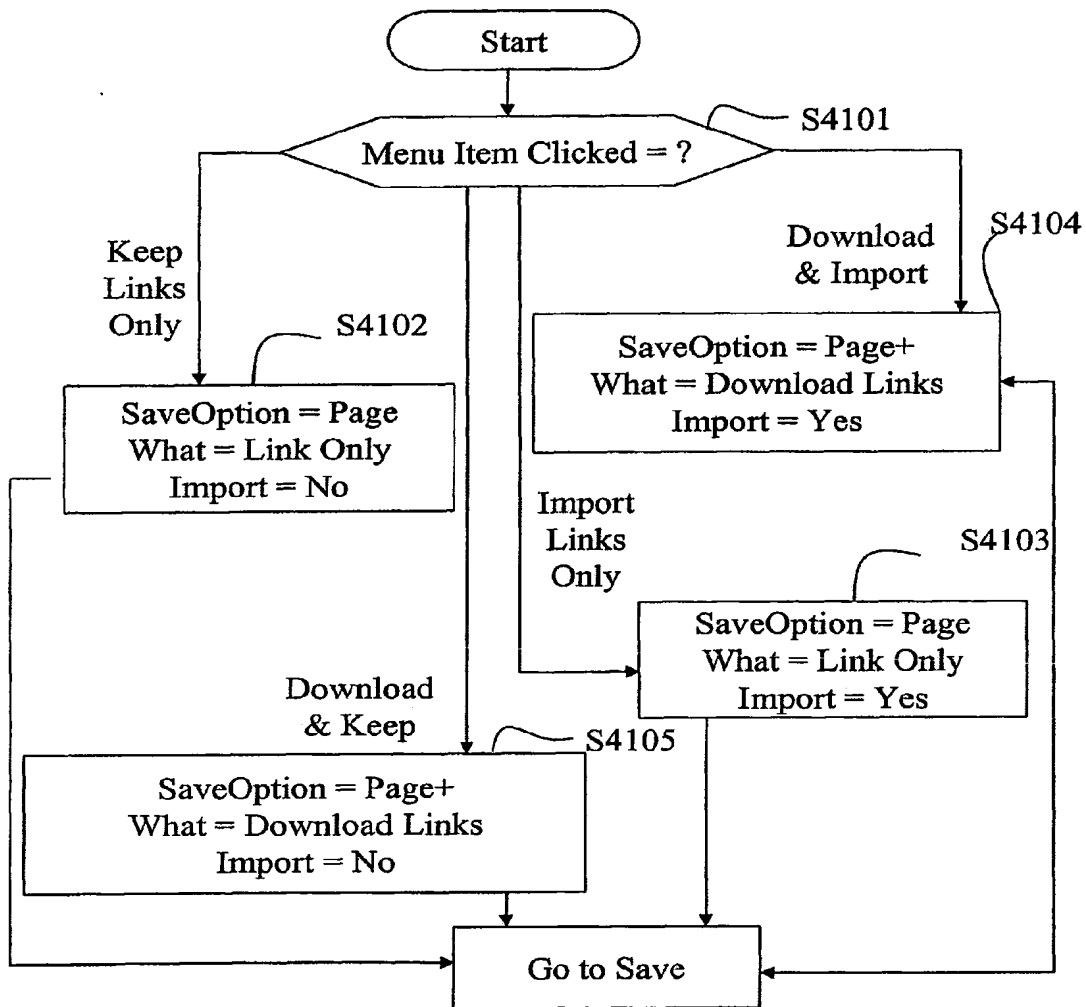 Start
S4101
Menu Item Clicked = ?
S4104
Keep
Links
Only
Download
& Import
S4102
SaveOption = Page+
What = Download Links
Import = Yes
SaveOption = Page
What = Link Only
Import = No
Import
Links
Only
S4103
SaveOption = Page
What = Link Only
Import = Yes
Download
& Keep
S4105
SaveOption = Page+
What = Download Links
Import = No
Go to Save